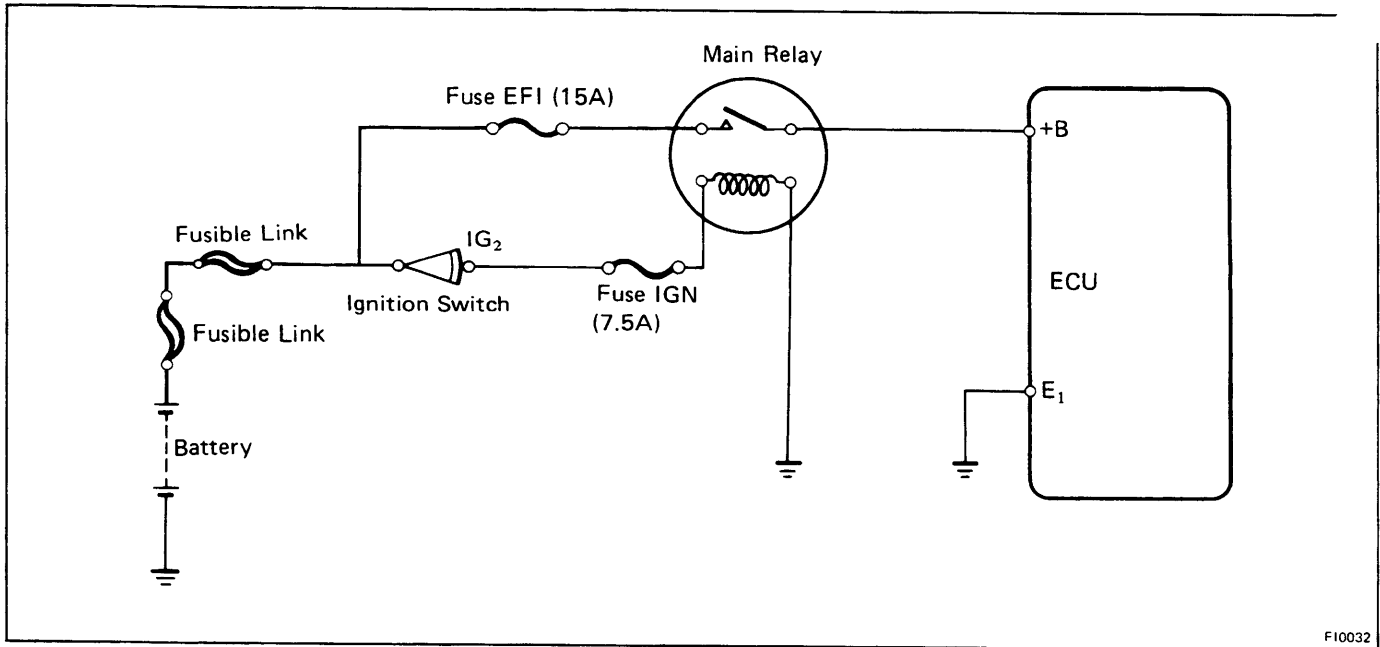 Main Relay
Fuse EFI (15A)
+B
Fusible Link
IG₂
Ignition Switch
Fuse IGN
(7.5A)
ECU
Fusible Link
E₁
Battery
FI0032